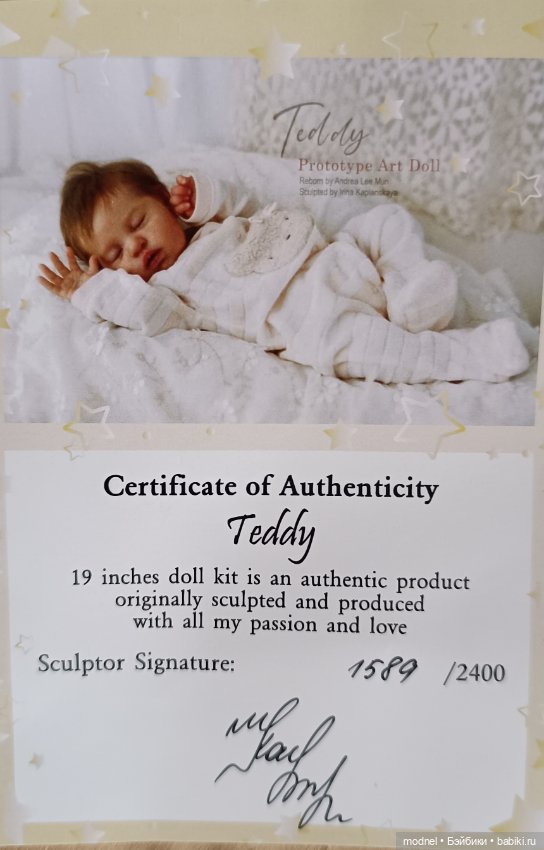 Teddy
Prototype Art Doll
Reborn by Andrea Lee Mun
Sculpted by Irina Kaplanskaya
Certificate of Authenticity
Teddy
19 inches doll kit is an authentic product
originally sculpted and produced
with all my passion and love
Sculptor Signature: 1589 /2400
modnel • Бэйбики • babiki.ru